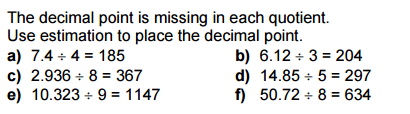 The decimal point is missing in each quotient.
Use estimation to place the decimal point.
a) 7.4 ÷ 4 = 185 b) 6.12 ÷ 3 = 204
c) 2.936 ÷ 8 = 367 d) 14.85 ÷ 5 = 297
e) 10.323 ÷ 9 = 1147 f) 50.72 ÷ 8 = 634